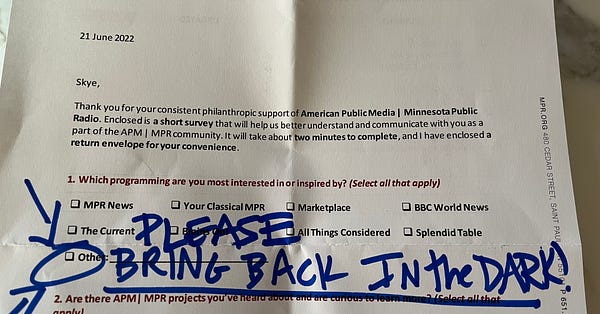 21 June 2022
Skye,
Thank you for your consistent philanthropic support of American Public Media | Minnesota Public
Radio. Enclosed is a short survey that will help us better understand and communicate with you as a
part of the APM | MPR community. It will take about two minutes to complete, and I have enclosed a
return envelope for your convenience.
1. Which programming are you most interested in or inspired by? (Select all that apply)
☐ MPR News ☐ Your Classical MPR ☐ Marketplace ☐ BBC World News
☐ The Current ☐ All Things Considered ☐ Splendid Table
PLEASE
☐ Other:
BRING BACK IN the DARK!
2. Are there APM | MPR projects you've heard about and are curious to learn more? (Select all that
apply)
MPR.ORG 480 CEDAR STREET, SAINT PAUL
P 651.